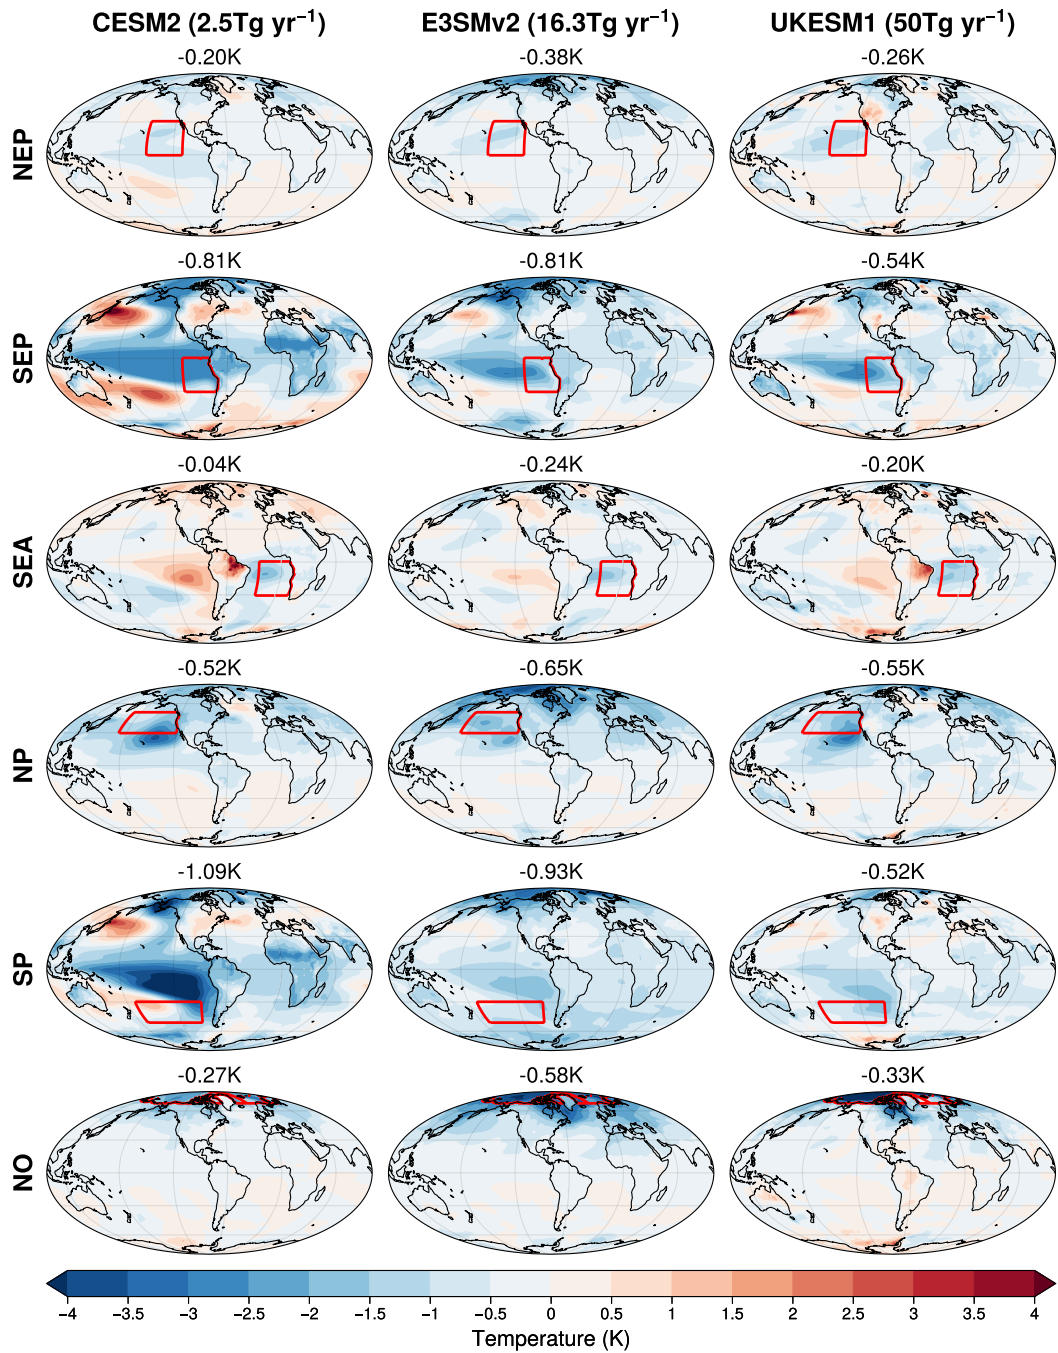 CESM2 (2.5Tg yr⁻¹) E3SMv2 (16.3Tg yr⁻¹) UKESM1 (50Tg yr⁻¹)
NEP -0.20K -0.38K -0.26K
SEP -0.81K -0.81K -0.54K
SEA -0.04K -0.24K -0.20K
NP -0.52K -0.65K -0.55K
SP -1.09K -0.93K -0.52K
NO -0.27K -0.58K -0.33K
−4 −3.5 −3 −2.5 −2 −1.5 −1 −0.5 0 0.5 1 1.5 2 2.5 3 3.5 4
Temperature (K)